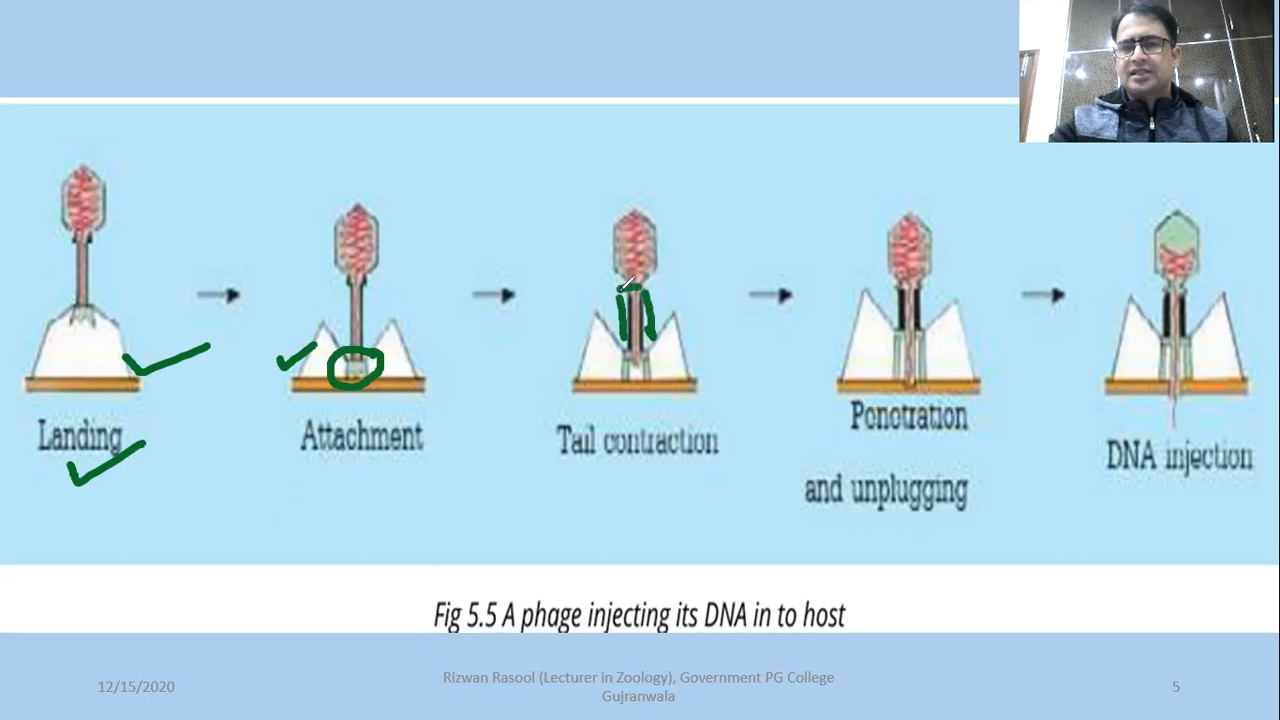 Landing
Attachment
Tail contraction
Penetration
and unplugging
DNA injection
Fig 5.5 A phage injecting its DNA in to host
12/15/2020
Rizwan Rasool (Lecturer in Zoology), Government PG College
Gujranwala
5